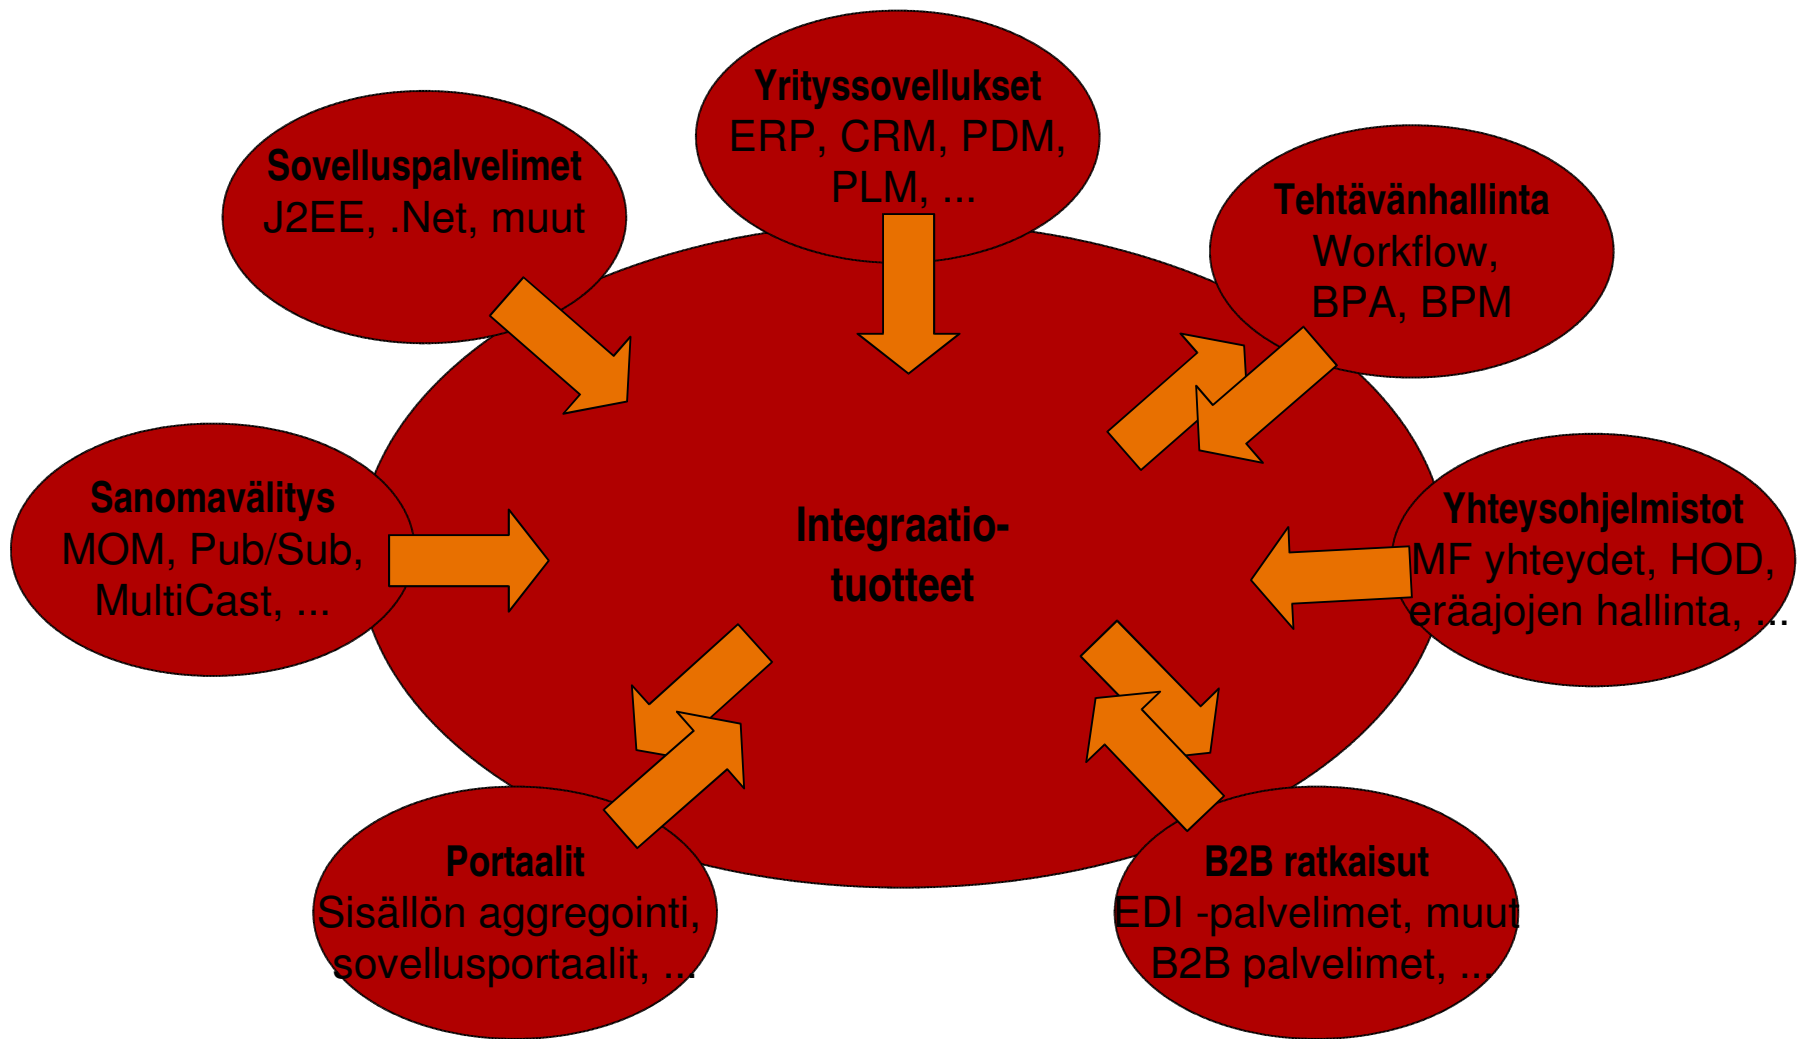 Yrityssovellukset
ERP, CRM, PDM,
PLM, ...
Sovelluspalvelimet
J2EE, .Net, muut
Tehtävänhallinta
Workflow,
BPA, BPM
Sanomavälitys
MOM, Pub/Sub,
MultiCast, ...
Integraatio-
tuotteet
Yhteysohjelmistot
MF yhteydet, HOD,
eräajojen hallinta, ...
Portaalit
Sisällön aggregointi,
sovellusportaalit, ...
B2B ratkaisut
EDI -palvelimet, muut
B2B palvelimet, ...